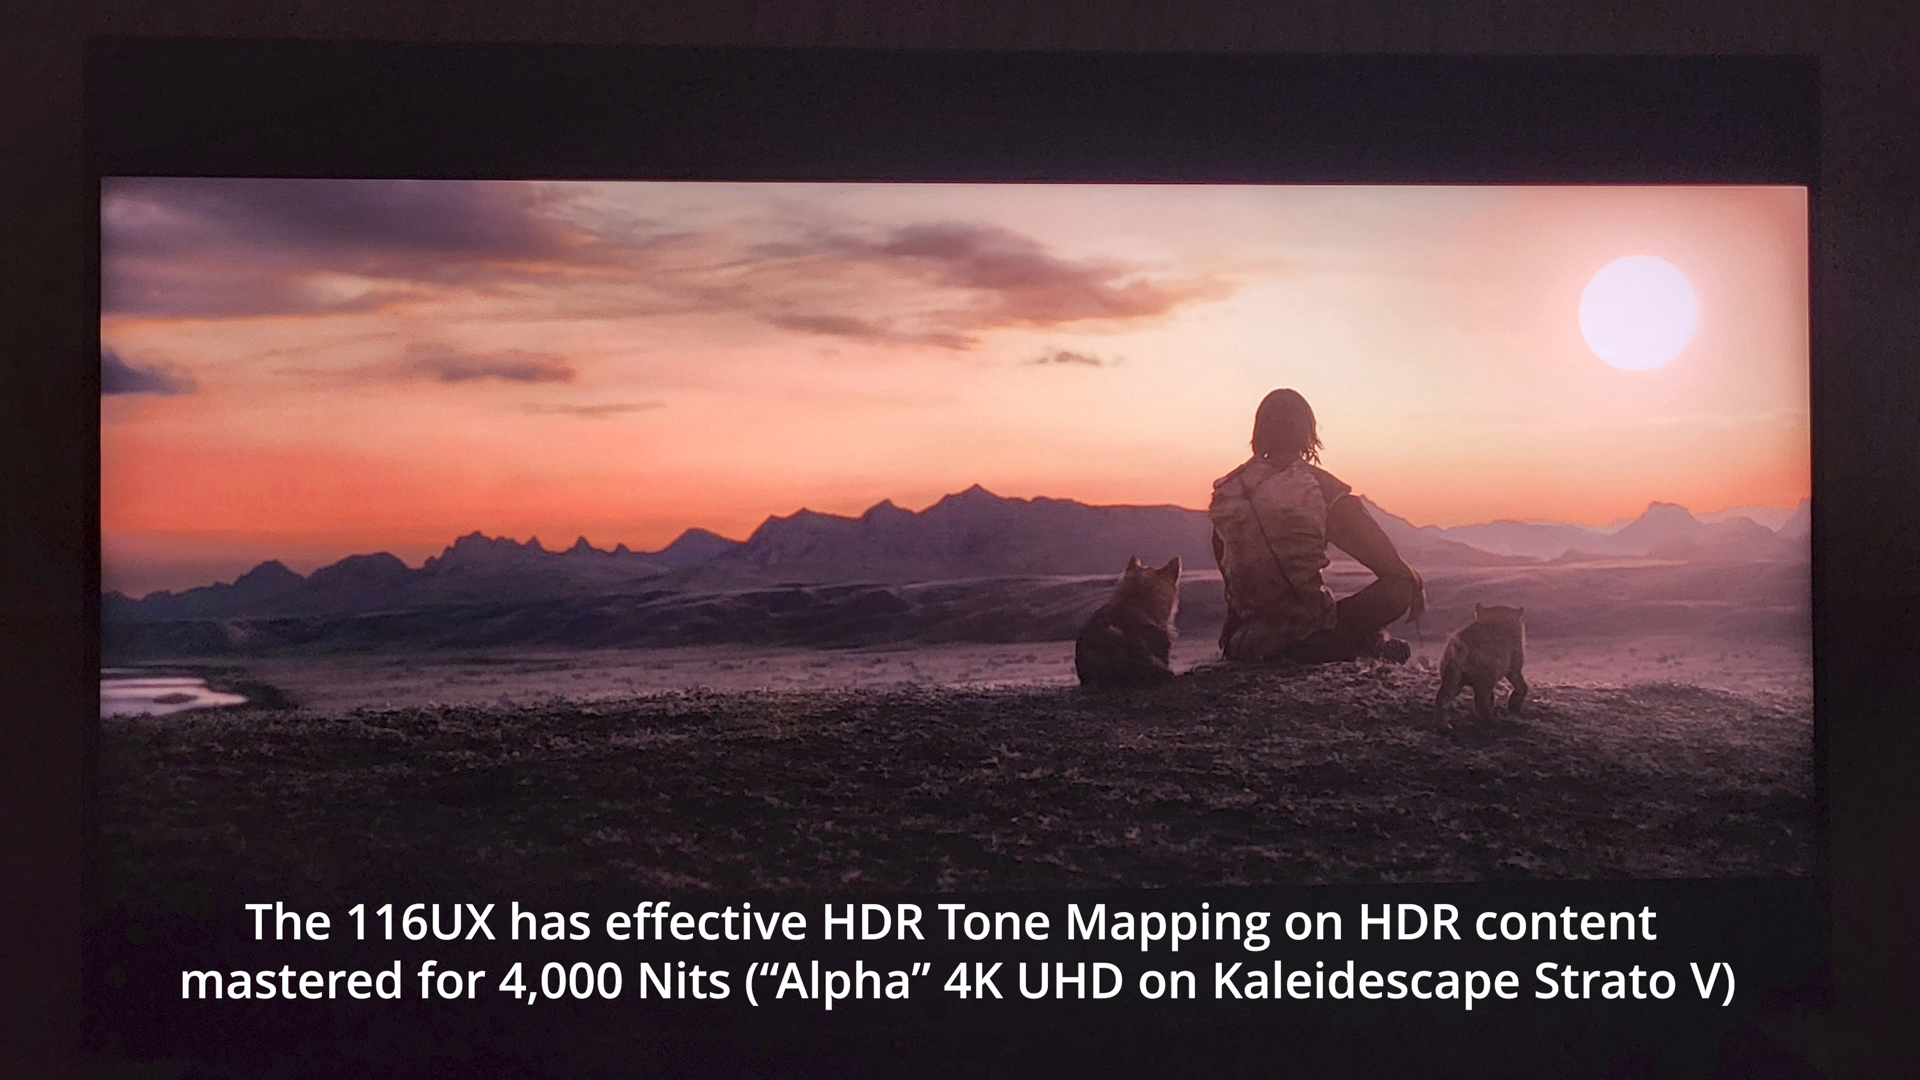 The 116UX has effective HDR Tone Mapping on HDR content
mastered for 4,000 Nits (“Alpha” 4K UHD on Kaleidescape Strato V)